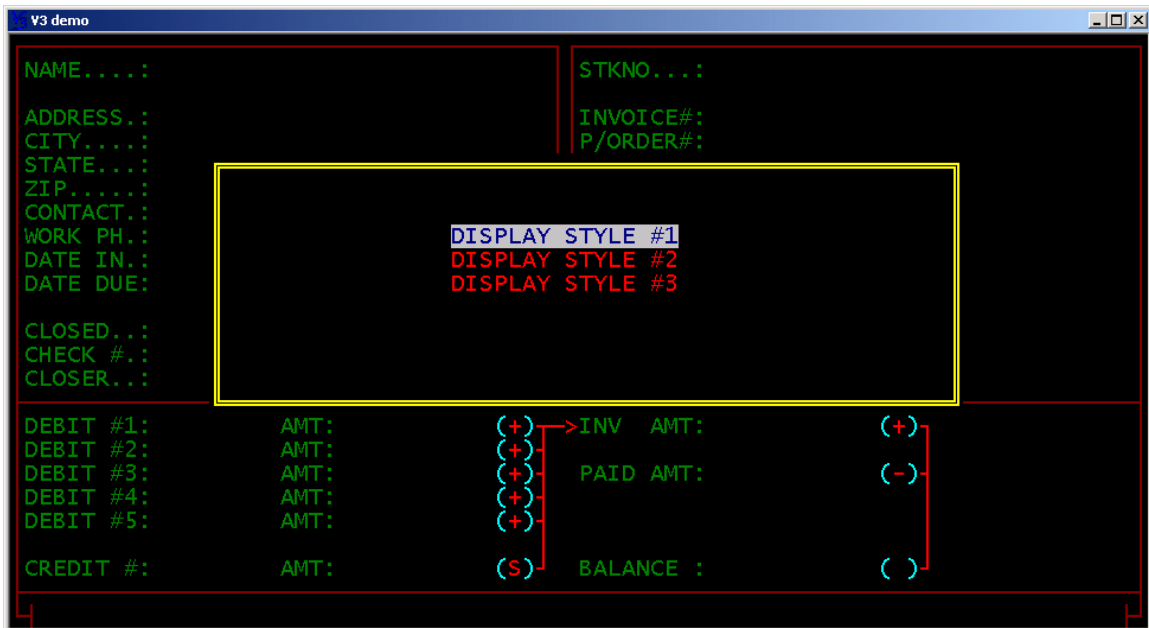 V3 demo
NAME....: STKNO...:
ADDRESS.: INVOICE#:
CITY....: P/ORDER#:
STATE...:
ZIP.....:
CONTACT.:
WORK PH.: DISPLAY STYLE #1
DATE IN.: DISPLAY STYLE #2
DATE DUE: DISPLAY STYLE #3
CLOSED..:
CHECK #.:
CLOSER..:
DEBIT #1: AMT: (+) >INV AMT: (+)
DEBIT #2: AMT: (+)
DEBIT #3: AMT: (+) PAID AMT: (-)
DEBIT #4: AMT: (+)
DEBIT #5: AMT: (+)
CREDIT #: AMT: (S) BALANCE : ( )